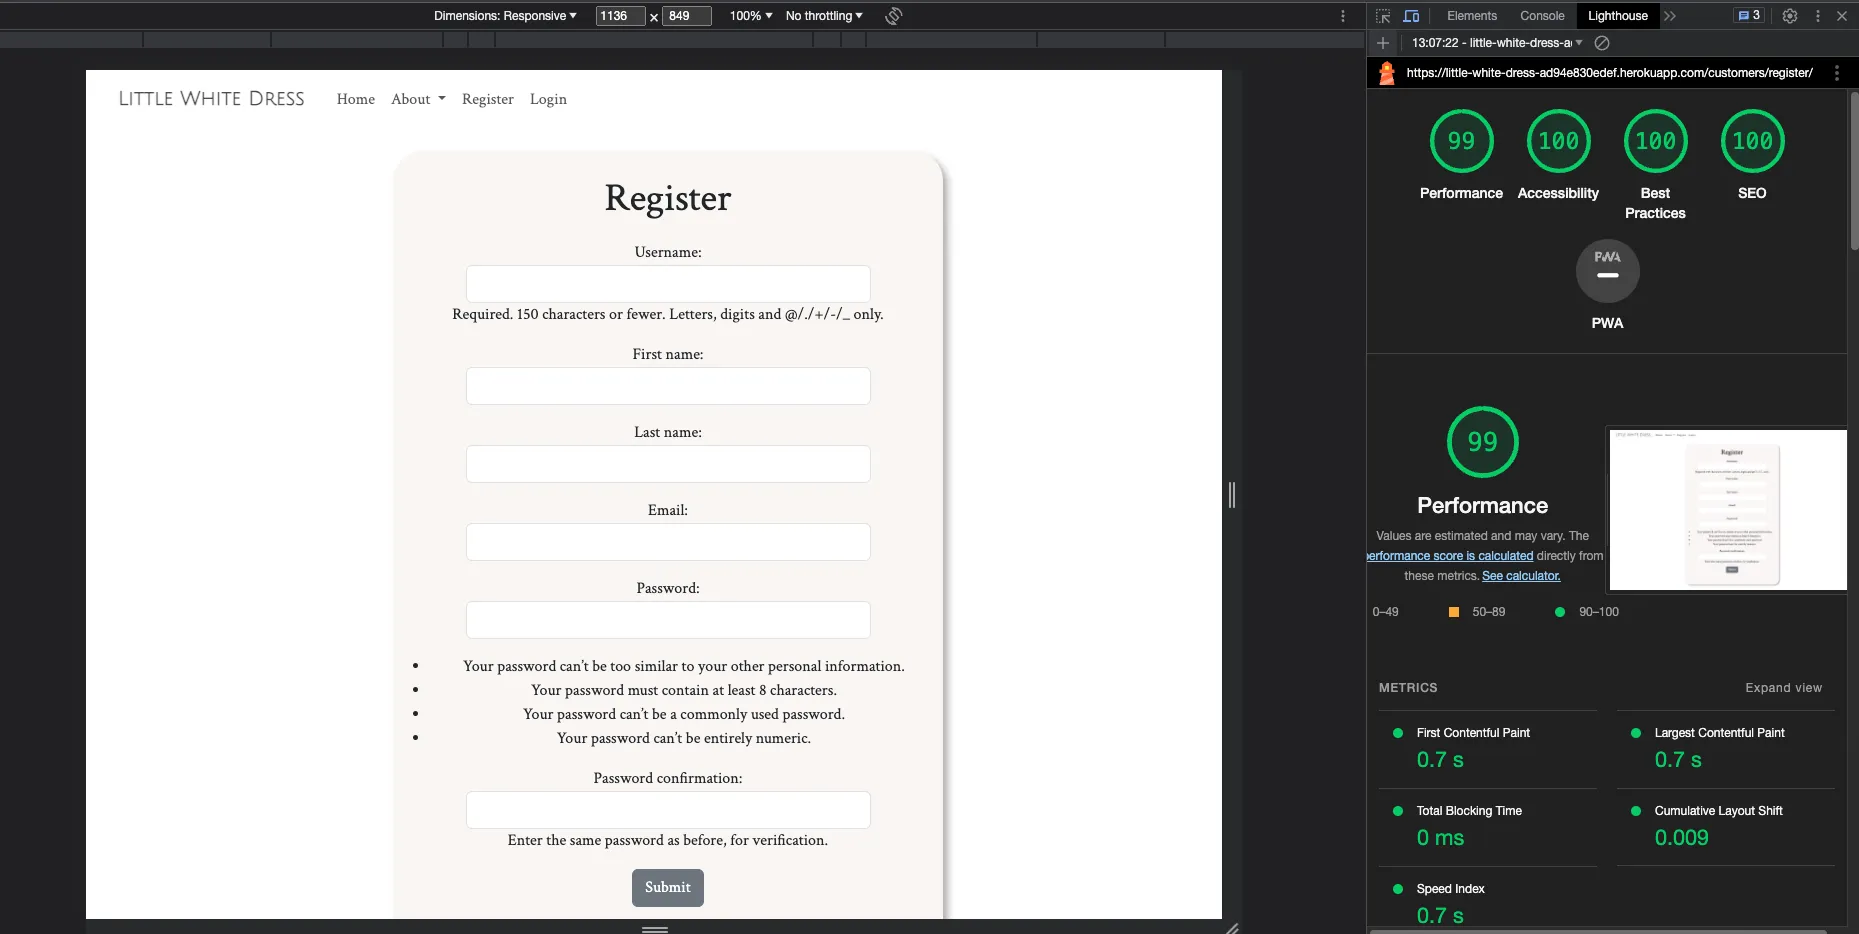 Dimensions: Responsive ▼ 1136 × 849 100% ▼ No throttling ▼
LITTLE WHITE DRESS Home About Register Login
Register
Username:
Required. 150 characters or fewer. Letters, digits and @/./+/-/_ only.
First name:
Last name:
Email:
Password:
• Your password can’t be too similar to your other personal information.
• Your password must contain at least 8 characters.
• Your password can’t be a commonly used password.
• Your password can’t be entirely numeric.
Password confirmation:
Enter the same password as before, for verification.
Submit
Elements Console Lighthouse 3
13:07:22 - little-white-dress-a
https://little-white-dress-ad94e830edef.herokuapp.com/customers/register/
99 100 100 100
Performance Accessibility Best Practices SEO
PWA
PWA
99
Performance
Values are estimated and may vary. The
performance score is calculated directly from
these metrics. See calculator.
0–49 50–89 90–100
METRICS Expand view
First Contentful Paint Largest Contentful Paint
0.7 s 0.7 s
Total Blocking Time Cumulative Layout Shift
0 ms 0.009
Speed Index
0.7 s